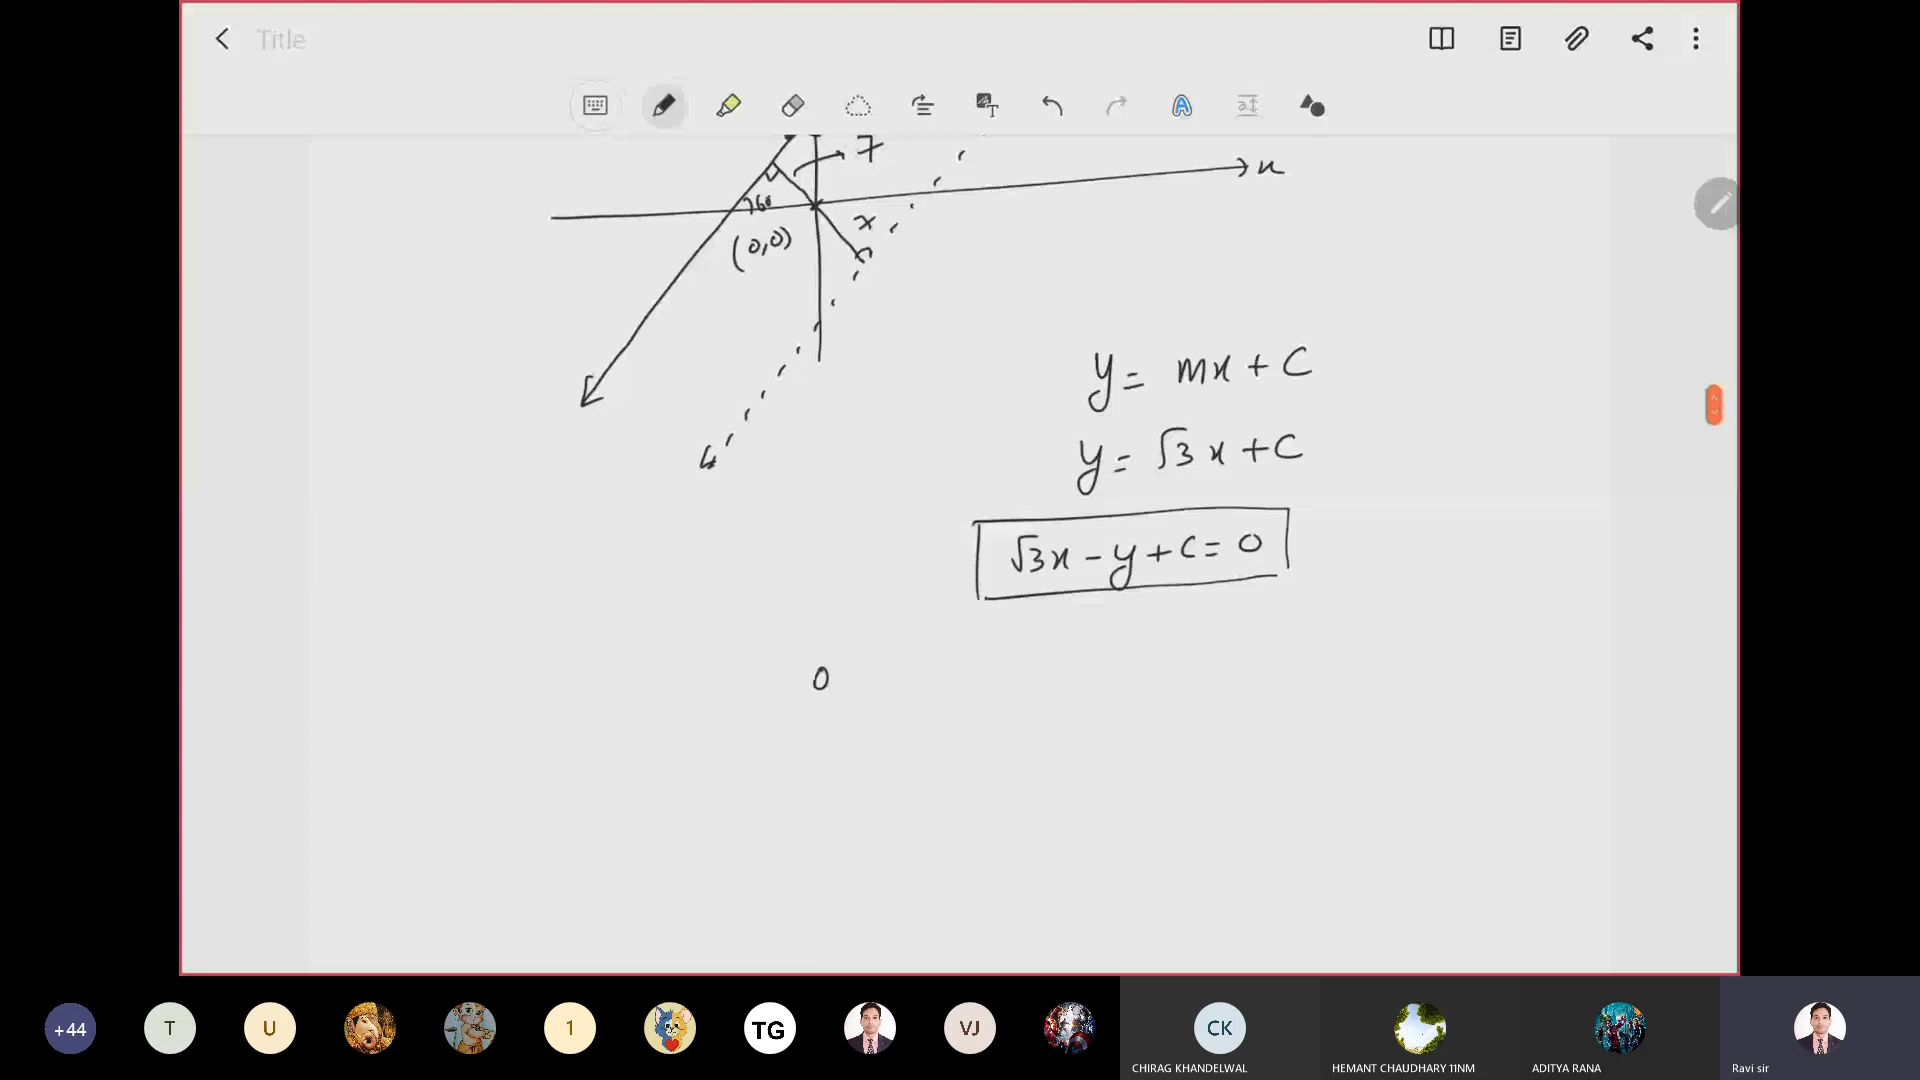 Title
7
x
60
(0,0)
x
y = mx + C
y = √3 x + C
√3x - y + C = 0
0
+44
T
U
1
TG
VJ
CK
CHIRAG KHANDELWAL
HEMANT CHAUDHARY 11NM
ADITYA RANA
Ravi sir